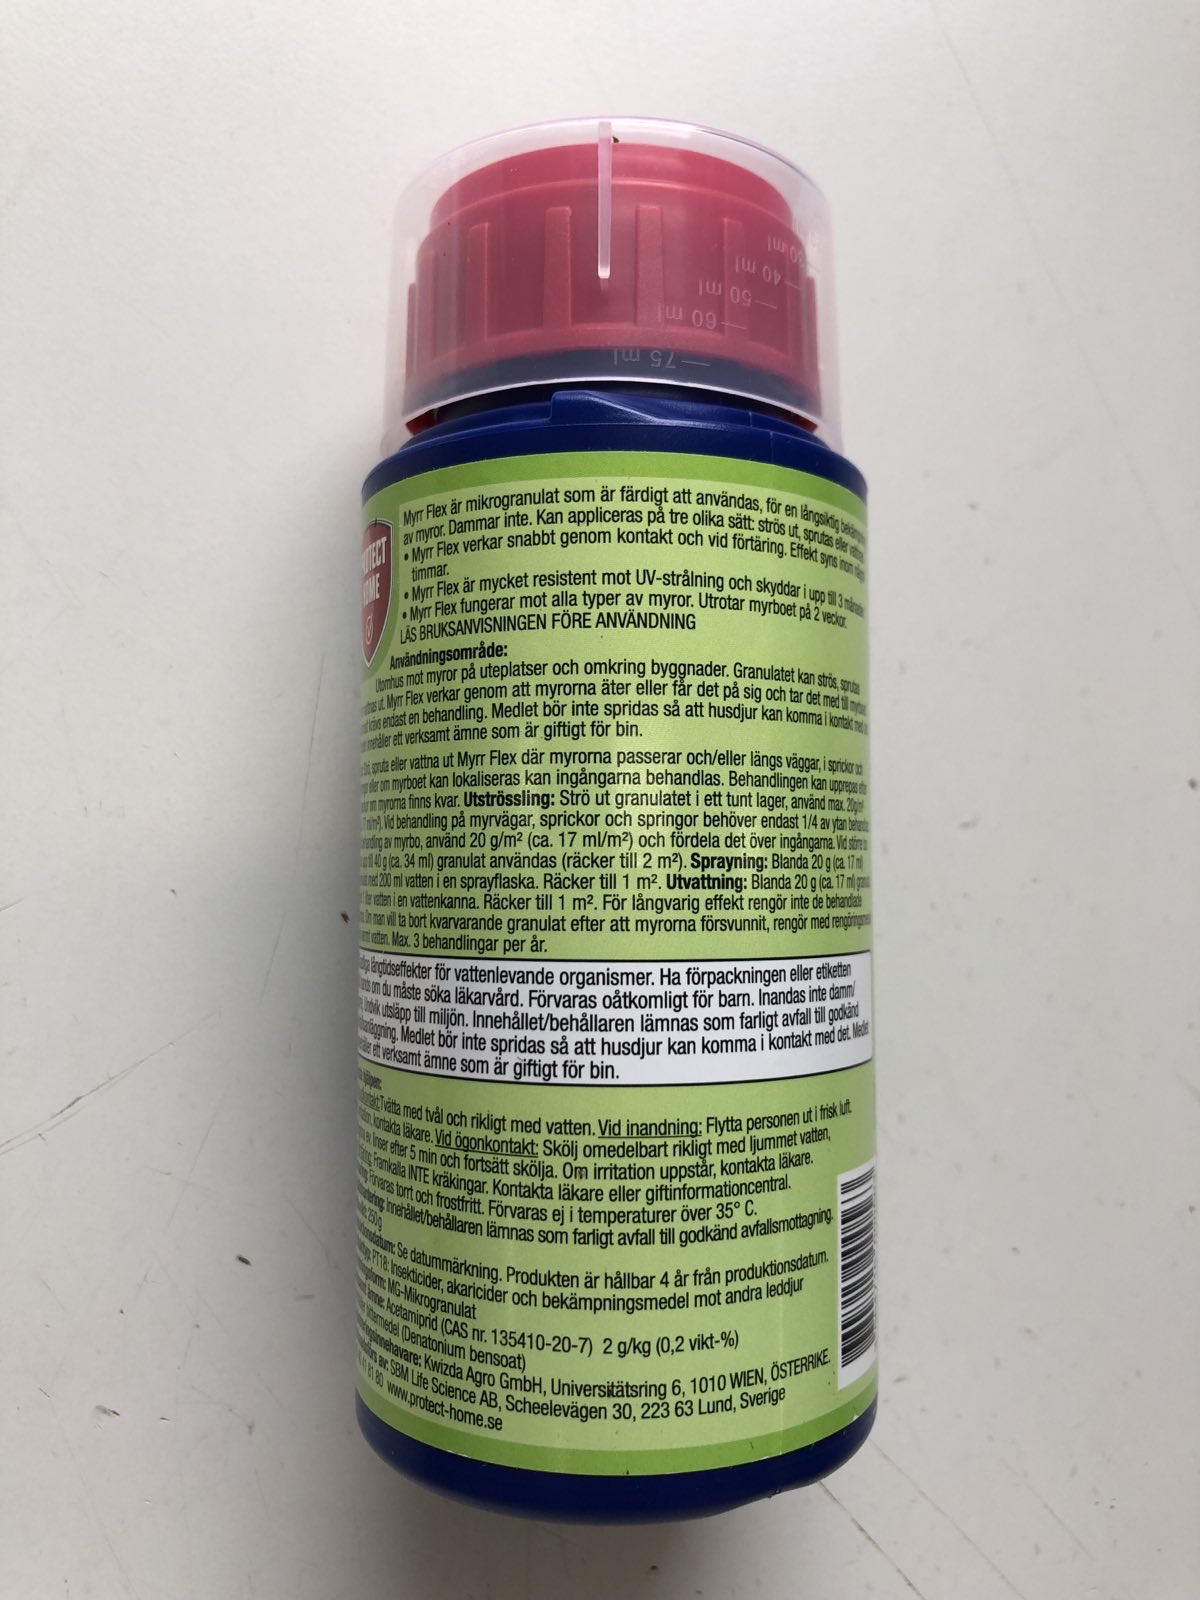 75 ml
60 ml
50 ml
40 ml
30 ml
Myrr Flex är mikrogranulat som är färdigt att användas, för en långsiktig
av myror. Dammar inte. Kan appliceras på tre olika sätt: strös ut, sprutas eller
• Myrr Flex verkar snabbt genom kontakt och vid förtäring. Effekt syns inom
timmar.
• Myrr Flex är mycket resistent mot UV-strålning och skyddar i upp till 3 månader
• Myrr Flex fungerar mot alla typer av myror. Utrotar myrboet på 2 veckor.
LÄS BRUKSANVISNINGEN FÖRE ANVÄNDNING
Användningsområde:
Utomhus mot myror på uteplatser och omkring byggnader. Granulatet kan strös, sprutas
ut. Myrr Flex verkar genom att myrorna äter eller får det på sig och tar det med till
krävs endast en behandling. Medlet bör inte spridas så att husdjur kan komma i kontakt med
innehåller ett verksamt ämne som är giftigt för bin.
spruta eller vattna ut Myrr Flex där myrorna passerar och/eller längs väggar, i sprickor och
eller om myrboet kan lokaliseras kan ingångarna behandlas. Behandlingen kan upprepas
om myrorna finns kvar. Utströssling: Strö ut granulatet i ett tunt lager, använd max. 20g/m²
Vid behandling på myrvägar, sprickor och springor behöver endast 1/4 av ytan
av myrbo, använd 20 g/m² (ca. 17 ml/m²) och fördela det över ingångarna. Vid
till 40 g (ca. 34 ml) granulat användas (räcker till 2 m²). Sprayning: Blanda 20 g (ca. 17 ml)
med 200 ml vatten i en sprayflaska. Räcker till 1 m². Utvattning: Blanda 20 g (ca. 17 ml)
1 liter vatten i en vattenkanna. Räcker till 1 m². För långvarig effekt rengör inte de behandlade
Om man vill ta bort kvarvarande granulat efter att myrorna försvunnit, rengör med
vatten. Max. 3 behandlingar per år.
långtidseffekter för vattenlevande organismer. Ha förpackningen eller etiketten
om du måste söka läkarvård. Förvaras oåtkomligt för barn. Inandas inte damm/
Undvik utsläpp till miljön. Innehållet/behållaren lämnas som farligt avfall till godkänd
Medlet bör inte spridas så att husdjur kan komma i kontakt med det. Medlet
ett verksamt ämne som är giftigt för bin.
Tvätta med tvål och rikligt med vatten. Vid inandning: Flytta personen ut i frisk luft.
kontakta läkare. Vid ögonkontakt: Skölj omedelbart rikligt med ljummet vatten,
linser efter 5 min och fortsätt skölja. Om irritation uppstår, kontakta läkare.
Framkalla INTE kräkingar. Kontakta läkare eller giftinformationcentral.
Förvaras torrt och frostfritt. Förvaras ej i temperaturer över 35° C.
Innehållet/behållaren lämnas som farligt avfall till godkänd avfallsmottagning.
250 g
Se datummärkning. Produkten är hållbar 4 år från produktionsdatum.
PT18: Insekticider, akaricider och bekämpningsmedel mot andra leddjur
MG-Mikrogranulat
ämne: Acetamiprid (CAS nr. 135410-20-7) 2 g/kg (0,2 vikt-%)
bittermedel (Denatonium bensoat)
Kwizda Agro GmbH, Universitätsring 6, 1010 WIEN, ÖSTERRIKE.
av: SBM Life Science AB, Scheelevägen 30, 223 63 Lund, Sverige
81 80 www.protect-home.se